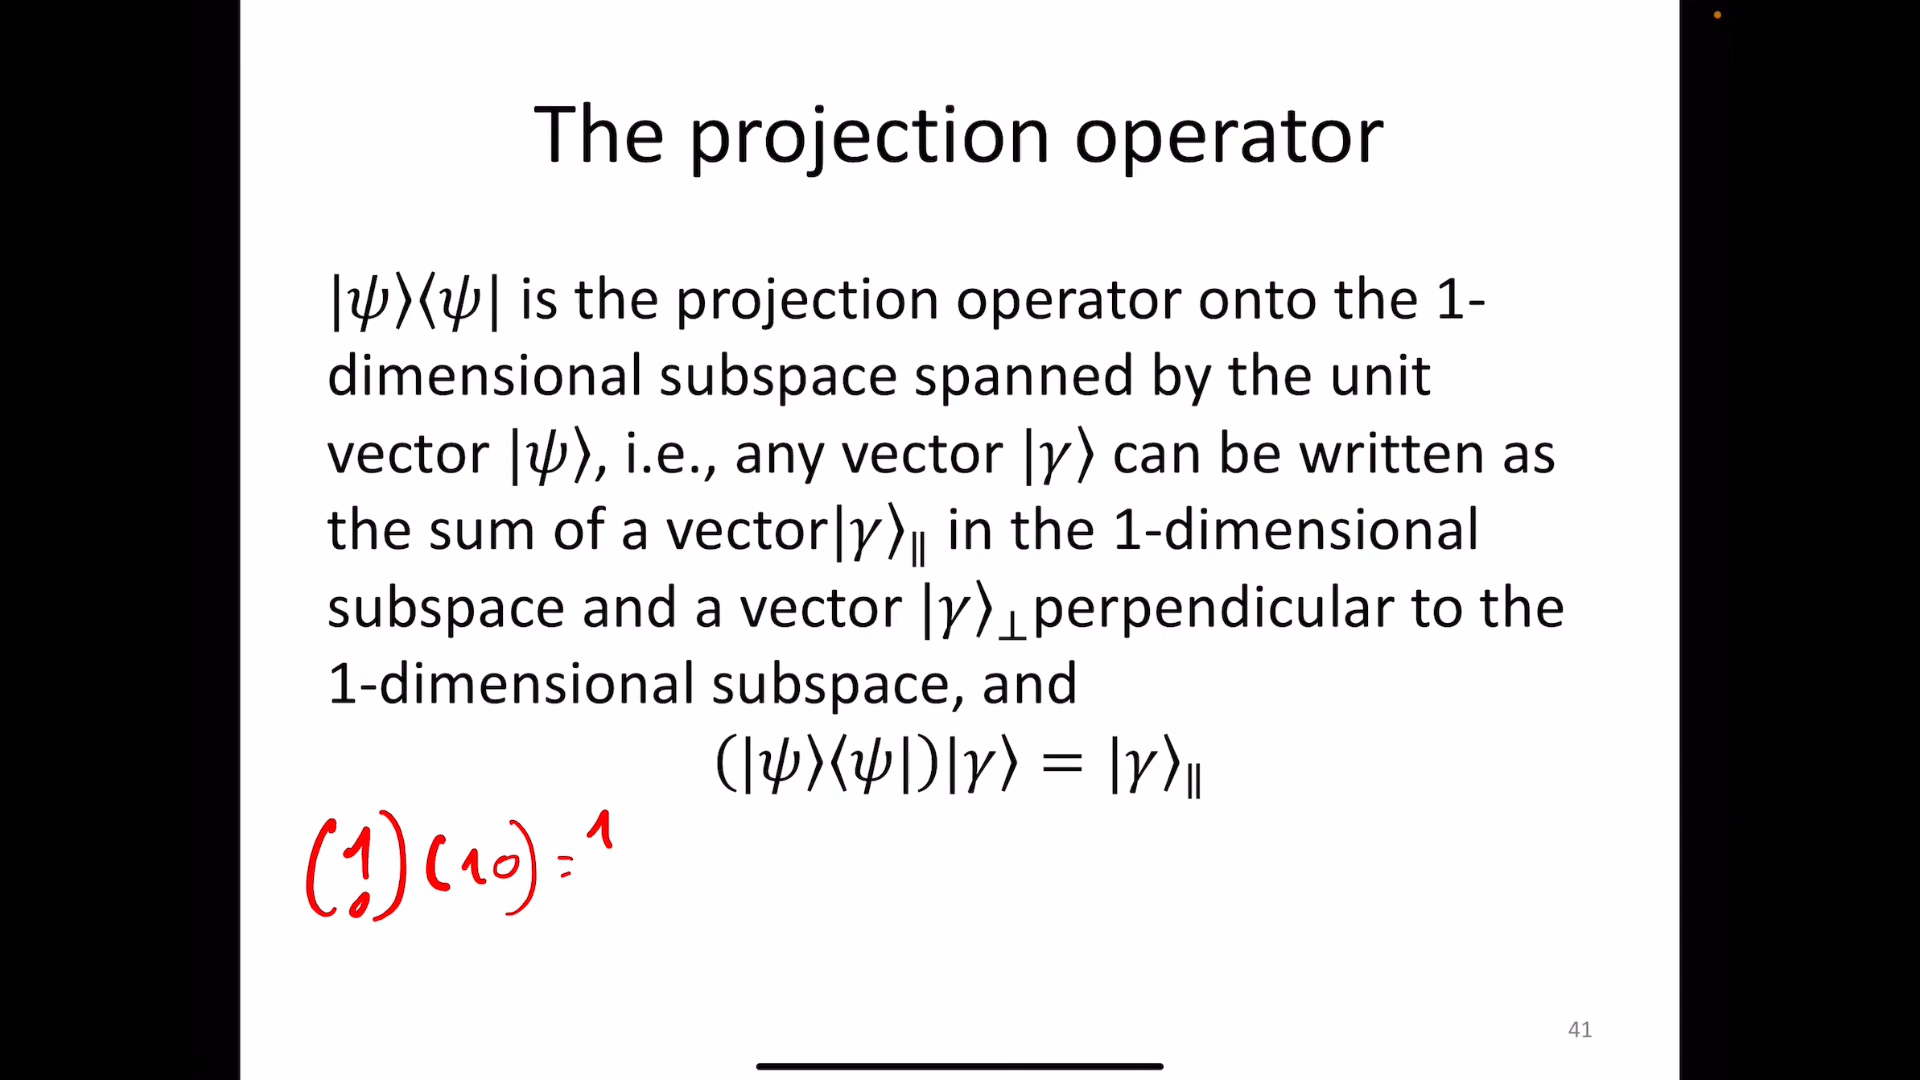 The projection operator
|ψ⟩⟨ψ| is the projection operator onto the 1-
dimensional subspace spanned by the unit
vector |ψ⟩, i.e., any vector |γ⟩ can be written as
the sum of a vector|γ⟩∥ in the 1-dimensional
subspace and a vector |γ⟩⊥perpendicular to the
1-dimensional subspace, and
(|ψ⟩⟨ψ|)|γ⟩ = |γ⟩∥
(1
0) (1 0) = 1
41